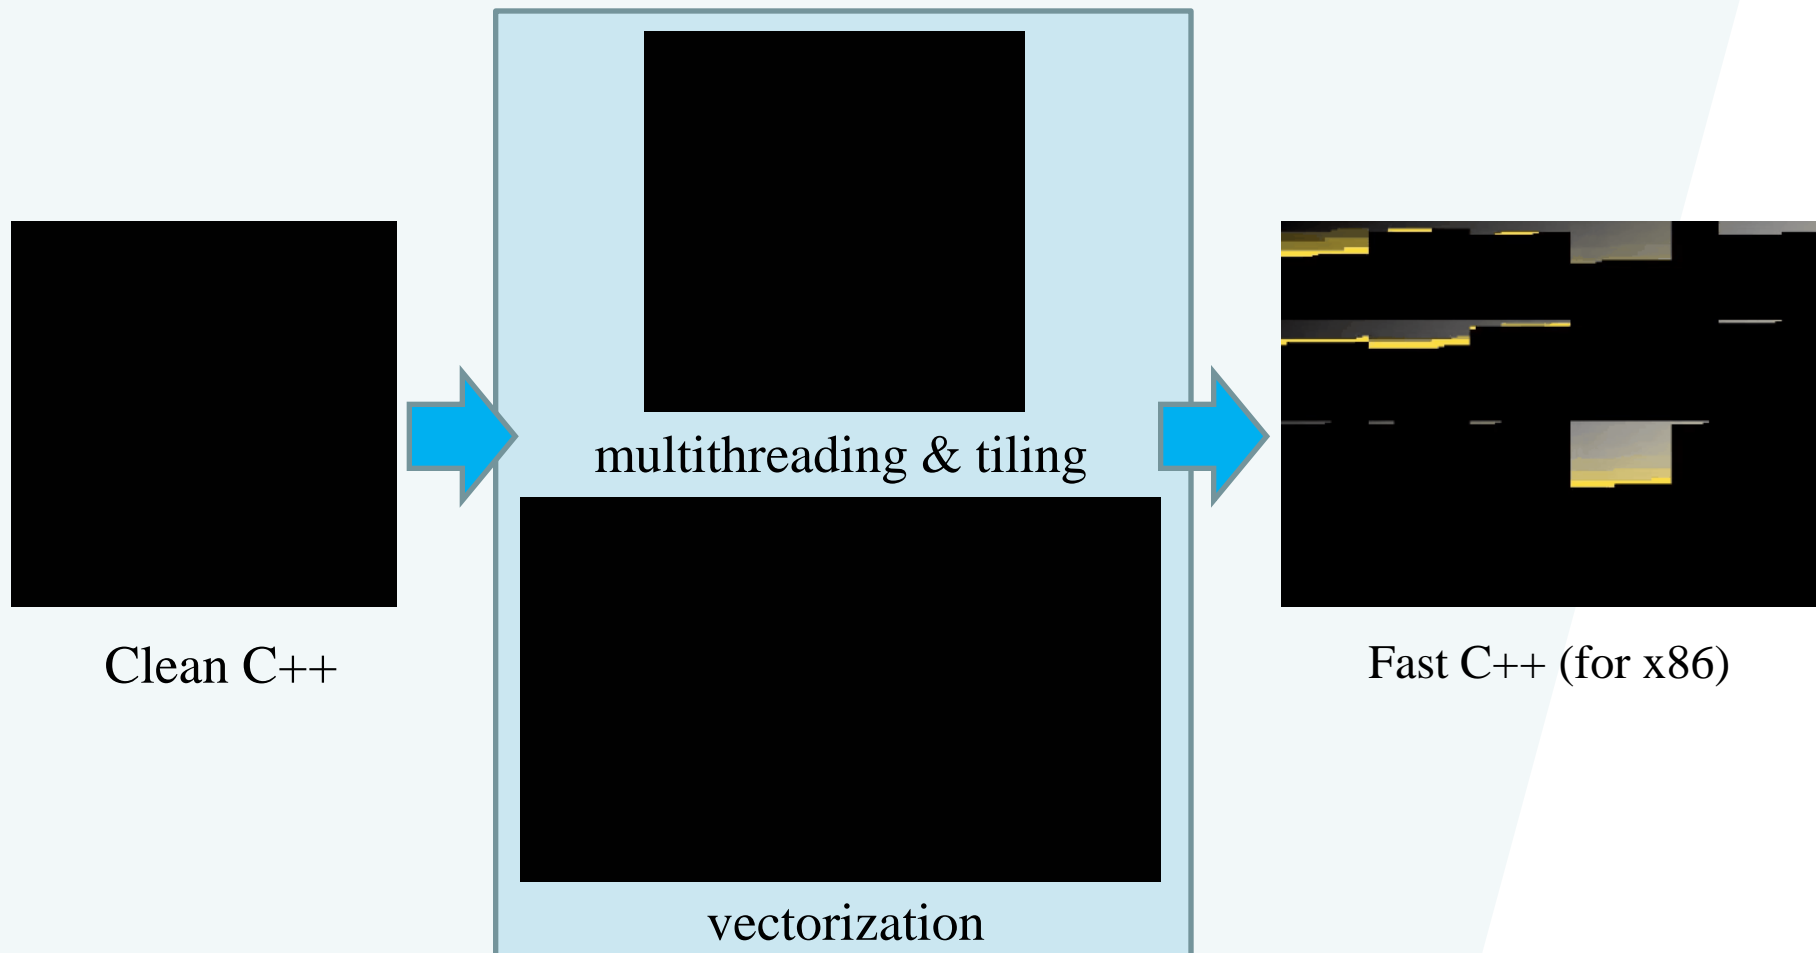 Clean C++
multithreading & tiling
vectorization
Fast C++ (for x86)